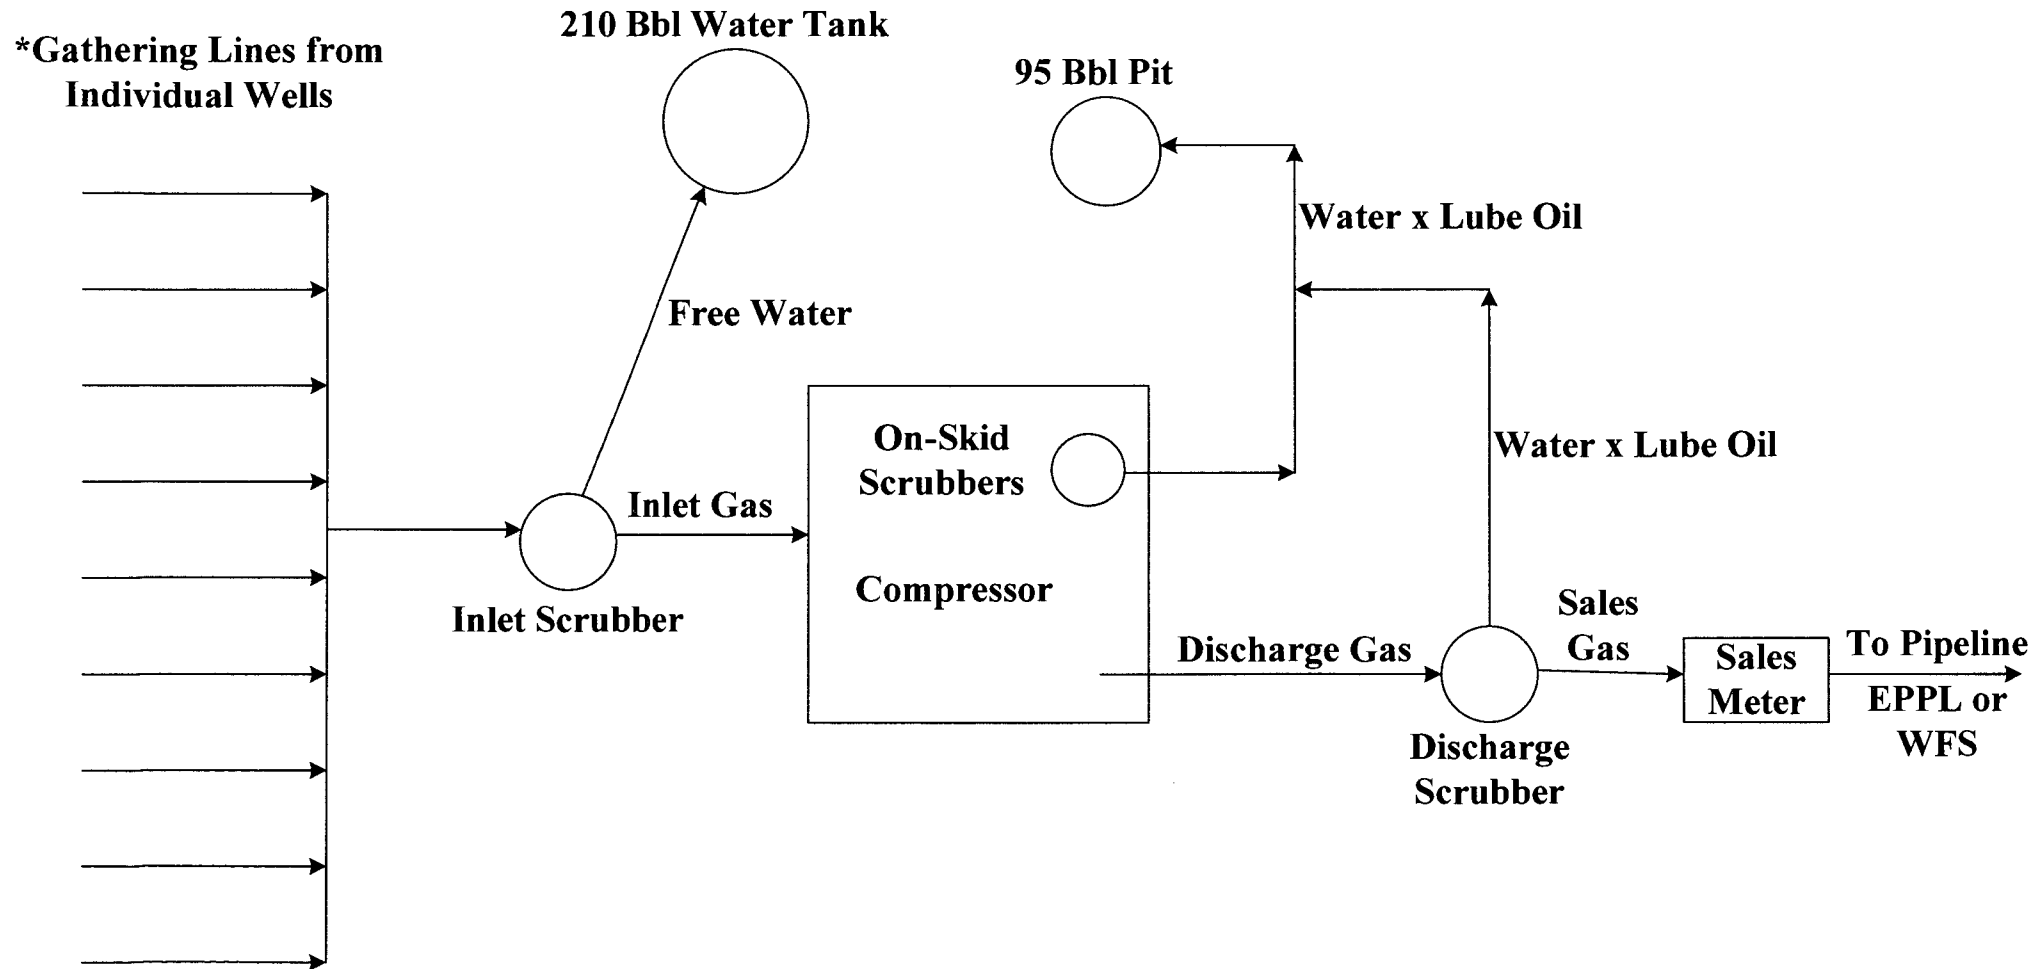 210 Bbl Water Tank
*Gathering Lines from
Individual Wells
95 Bbl Pit
Water x Lube Oil
Free Water
On-Skid
Scrubbers
Water x Lube Oil
Inlet Gas
Compressor
Inlet Scrubber
Discharge Gas
Sales
Gas
Sales
Meter
To Pipeline
EPPL or
WFS
Discharge
Scrubber